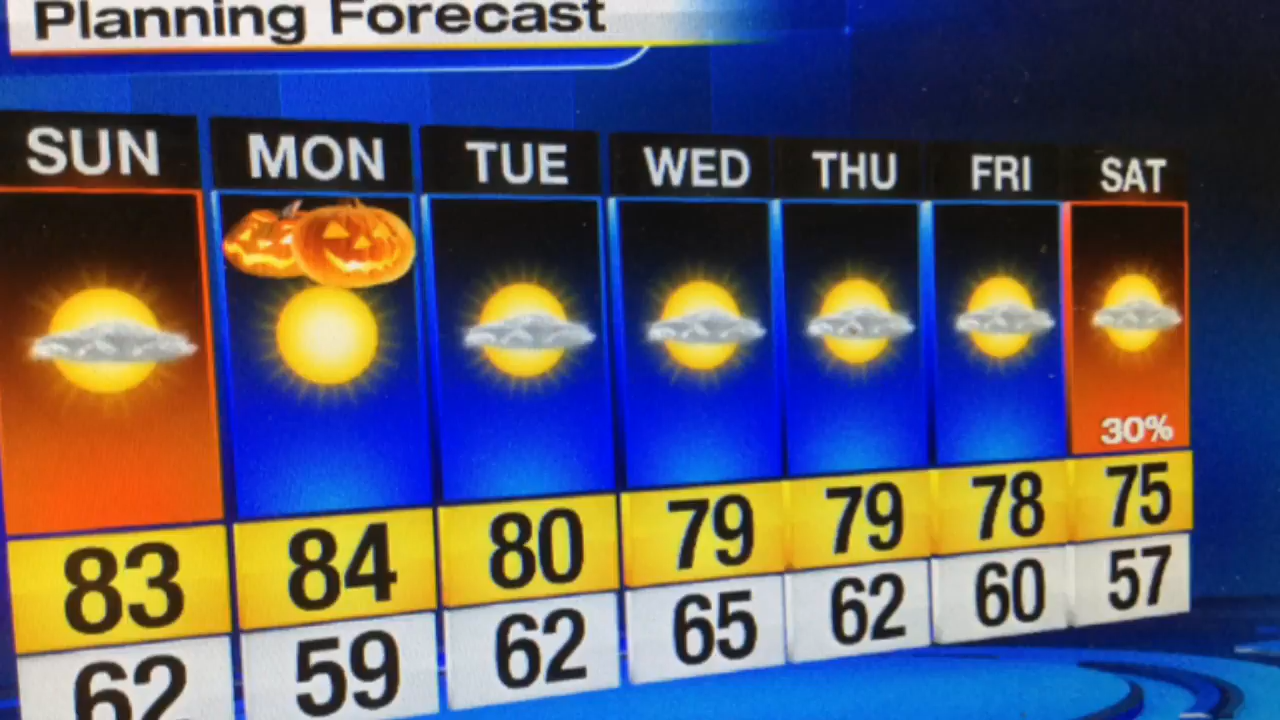 Planning Forecast
SUN MON TUE WED THU FRI SAT
30%
83 84 80 79 79 78 75
62 59 62 65 62 60 57